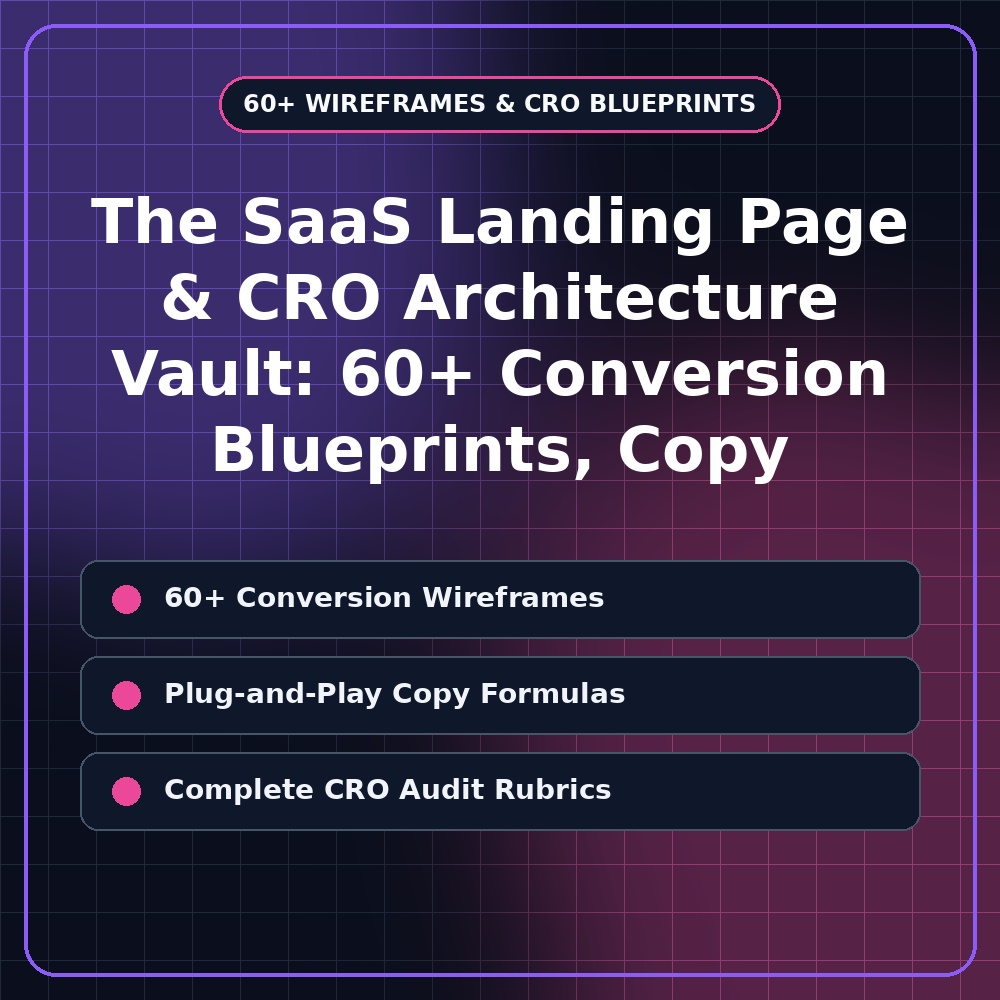 60+ WIREFRAMES & CRO BLUEPRINTS
The SaaS Landing Page
& CRO Architecture
Vault: 60+ Conversion
Blueprints, Copy
60+ Conversion Wireframes
Plug-and-Play Copy Formulas
Complete CRO Audit Rubrics